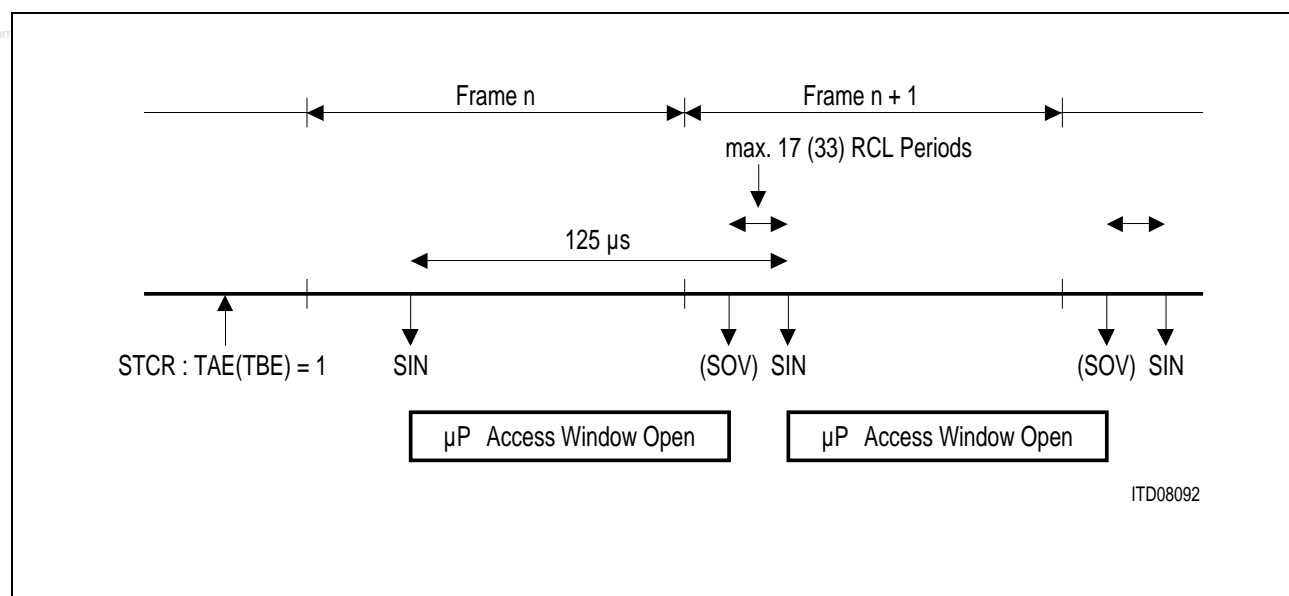 Frame n
Frame n + 1
max. 17 (33) RCL Periods
125 µs
STCR : TAE(TBE) = 1
SIN
(SOV)
SIN
(SOV)
SIN
µP Access Window Open
µP Access Window Open
ITD08092